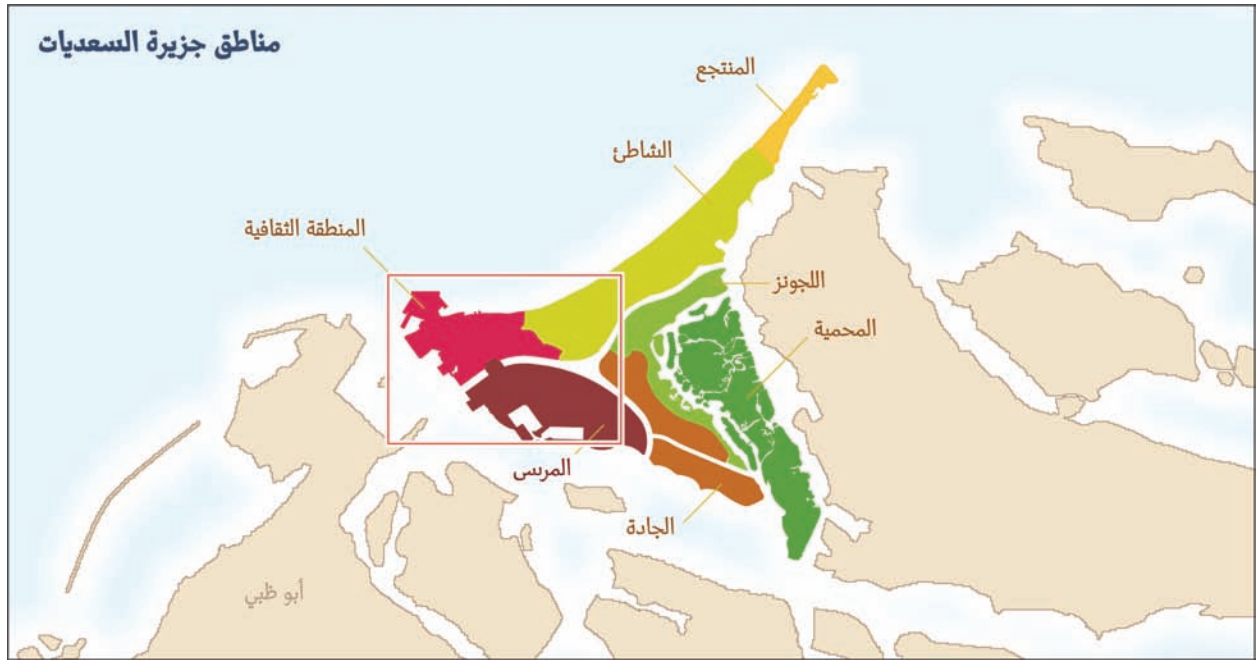 مناطق جزيرة السعديات
المنتجع
الشاطئ
المنطقة الثقافية
اللجونز
المحمية
المرسى
الجادة
أبو ظبي